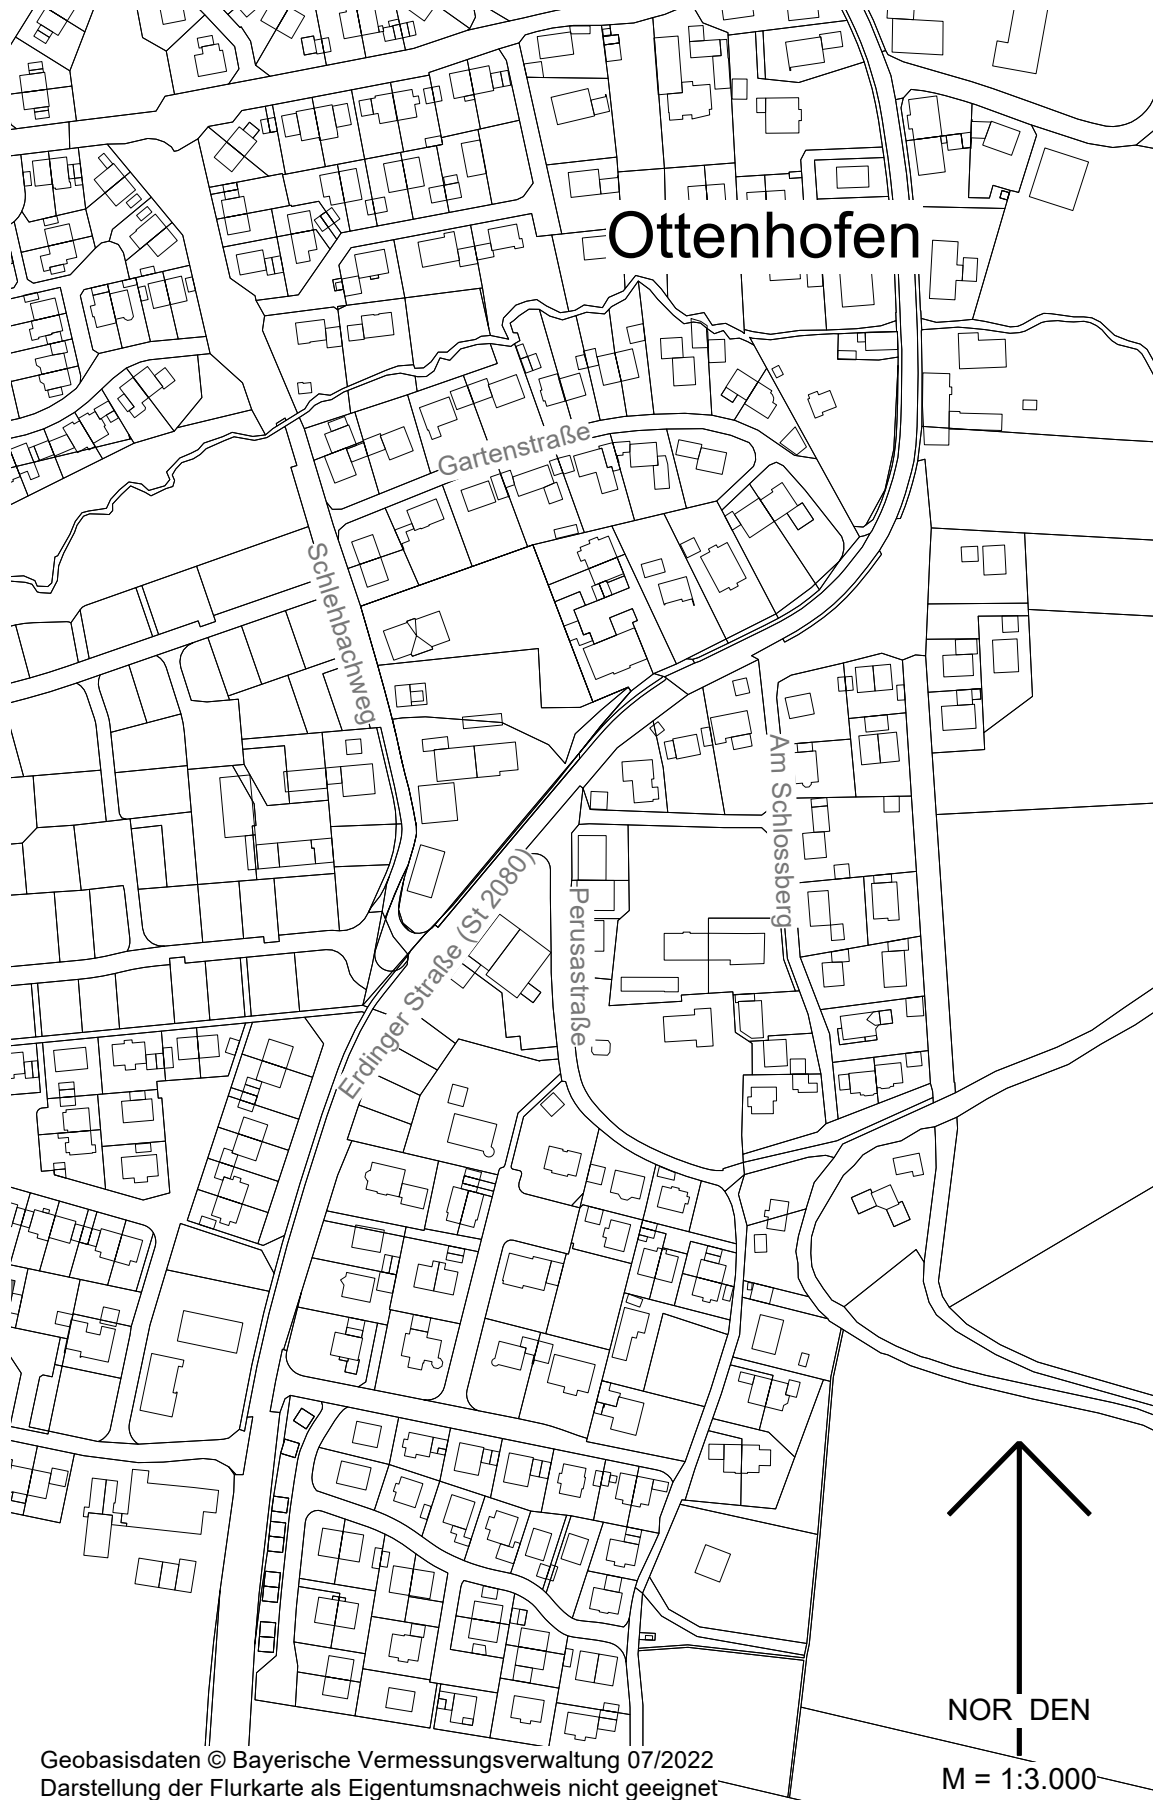 Ottenhofen
Gartenstraße
Schlehbachweg
Am Schlossberg
Erdinger Straße (St 2080)
Perusastraße
NOR DEN
M = 1:3.000
Geobasisdaten © Bayerische Vermessungsverwaltung 07/2022
Darstellung der Flurkarte als Eigentumsnachweis nicht geeignet